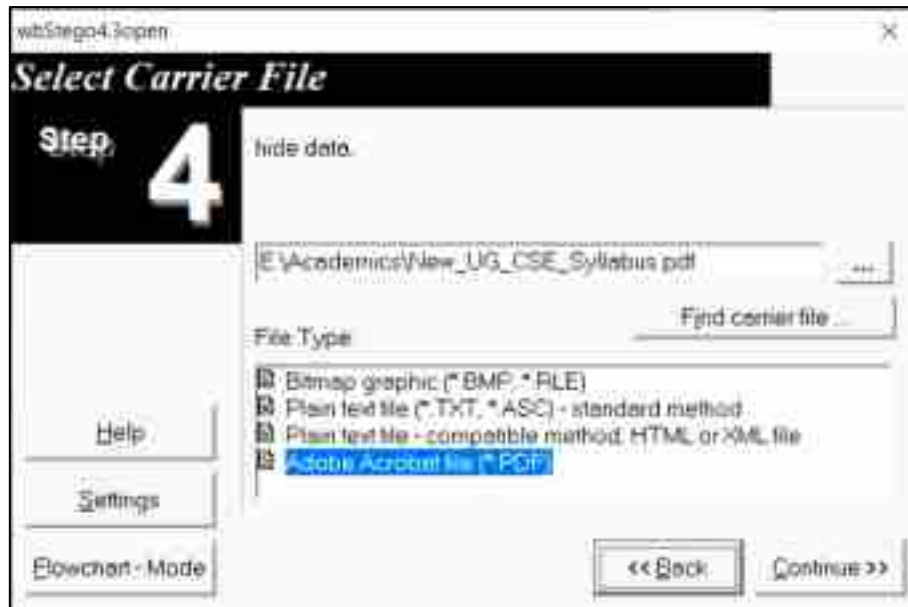 wbStego4.3open
Select Carrier File
Step 4
hide data.
E:\Academics\New_UG_CSE_Syllabus.pdf
...
Find carrier file ...
File Type
Bitmap graphic (*.BMP, *.RLE)
Plain text file (*.TXT, *.ASC) - standard method
Plain text file - compatible method, HTML or XML file
Adobe Acrobat file (*.PDF)
Help
Settings
Flowchart - Mode
<< Back
Continue >>